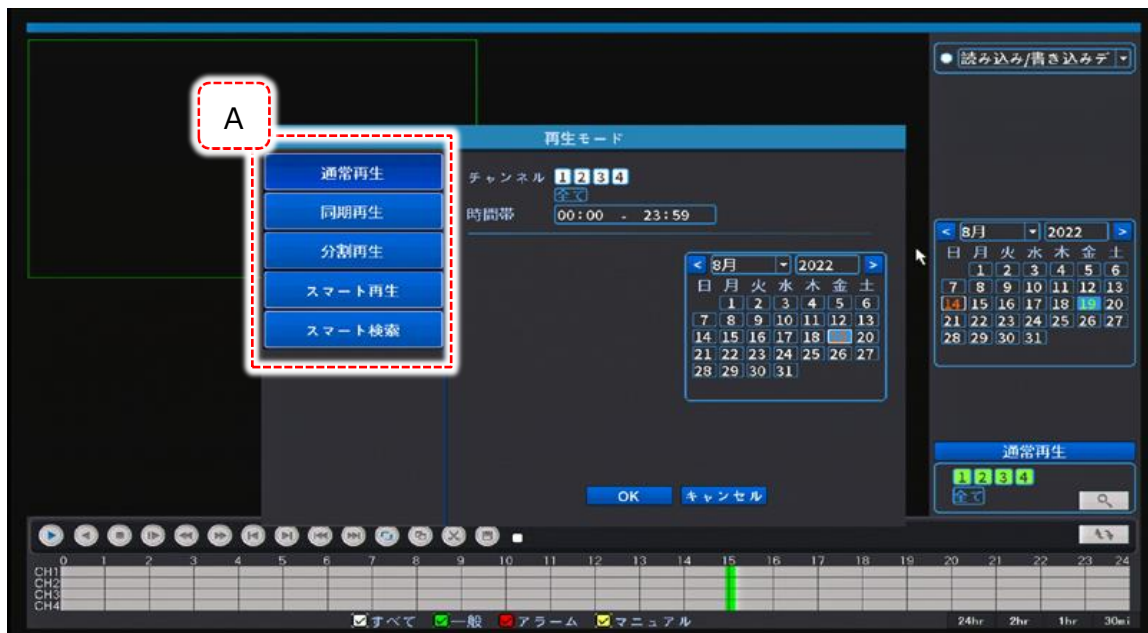 読み込み/書き込みデ
A
再生モード
通常再生
同期再生
分割再生
スマート再生
スマート検索
チャンネル 1 2 3 4
全て
時間帯 00:00 - 23:59
< 8月 2022 >
日 月 火 水 木 金 土
1 2 3 4 5 6
7 8 9 10 11 12 13
14 15 16 17 18 20
21 22 23 24 25 26 27
28 29 30 31
OK キャンセル
< 8月 2022 >
日 月 火 水 木 金 土
1 2 3 4 5 6
7 8 9 10 11 12 13
14 15 16 17 18 19 20
21 22 23 24 25 26 27
28 29 30 31
通常再生
1 2 3 4
全て
0 1 2 3 4 5 6 7 8 9 10 11 12 13 14 15 16 17 18 19 20 21 22 23 24
CH1
CH2
CH3
CH4
すべて 一般 アラーム マニュアル
24hr 2hr 1hr 30mi